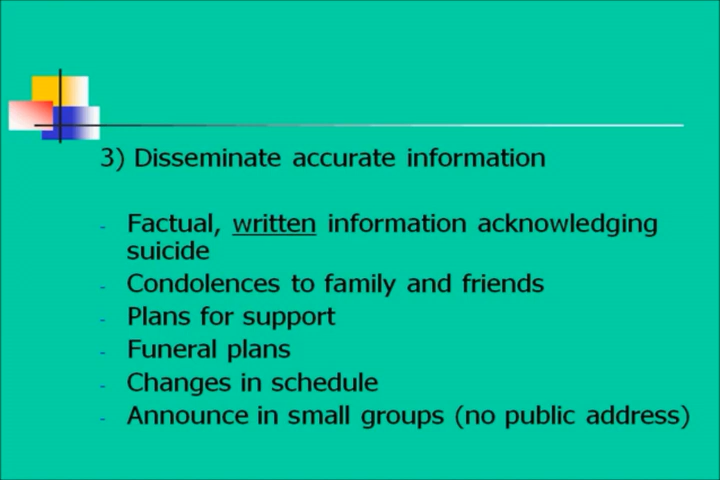 3) Disseminate accurate information
- Factual, written information acknowledging
suicide
- Condolences to family and friends
- Plans for support
- Funeral plans
- Changes in schedule
- Announce in small groups (no public address)